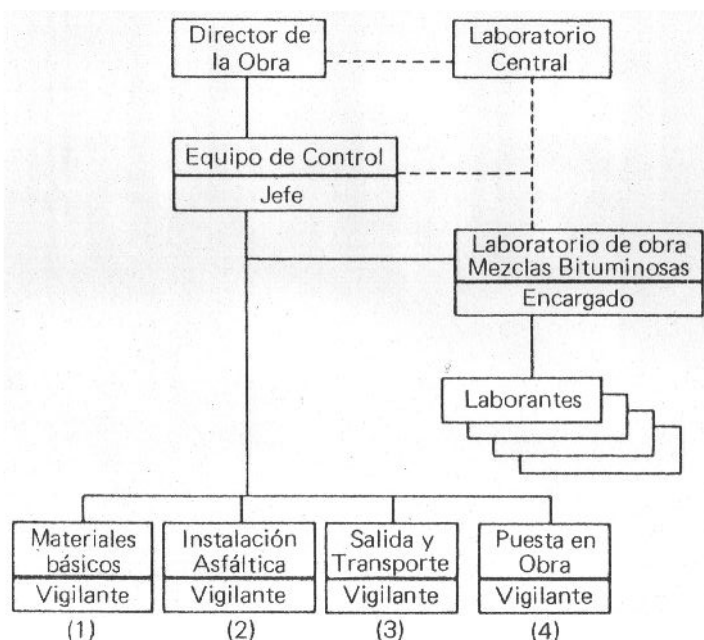 Director de
la Obra
Laboratorio
Central
Equipo de Control
Jefe
Laboratorio de obra
Mezclas Bituminosas
Encargado
Laborantes
Materiales
básicos
Vigilante
(1)
Instalación
Asfáltica
Vigilante
(2)
Salida y
Transporte
Vigilante
(3)
Puesta en
Obra
Vigilante
(4)